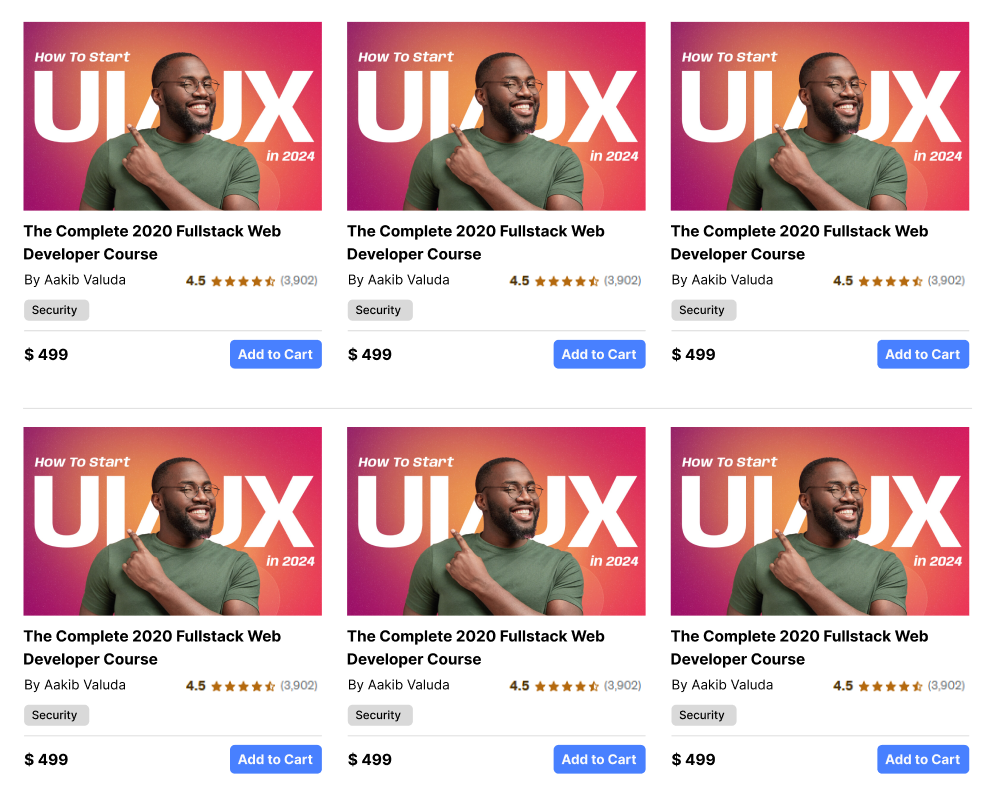 How To Start
UI/UX
in 2024
The Complete 2020 Fullstack Web
Developer Course
By Aakib Valuda 4.5 (3,902)
Security
$ 499 Add to Cart
How To Start
UI/UX
in 2024
The Complete 2020 Fullstack Web
Developer Course
By Aakib Valuda 4.5 (3,902)
Security
$ 499 Add to Cart
How To Start
UI/UX
in 2024
The Complete 2020 Fullstack Web
Developer Course
By Aakib Valuda 4.5 (3,902)
Security
$ 499 Add to Cart
How To Start
UI/UX
in 2024
The Complete 2020 Fullstack Web
Developer Course
By Aakib Valuda 4.5 (3,902)
Security
$ 499 Add to Cart
How To Start
UI/UX
in 2024
The Complete 2020 Fullstack Web
Developer Course
By Aakib Valuda 4.5 (3,902)
Security
$ 499 Add to Cart
How To Start
UI/UX
in 2024
The Complete 2020 Fullstack Web
Developer Course
By Aakib Valuda 4.5 (3,902)
Security
$ 499 Add to Cart